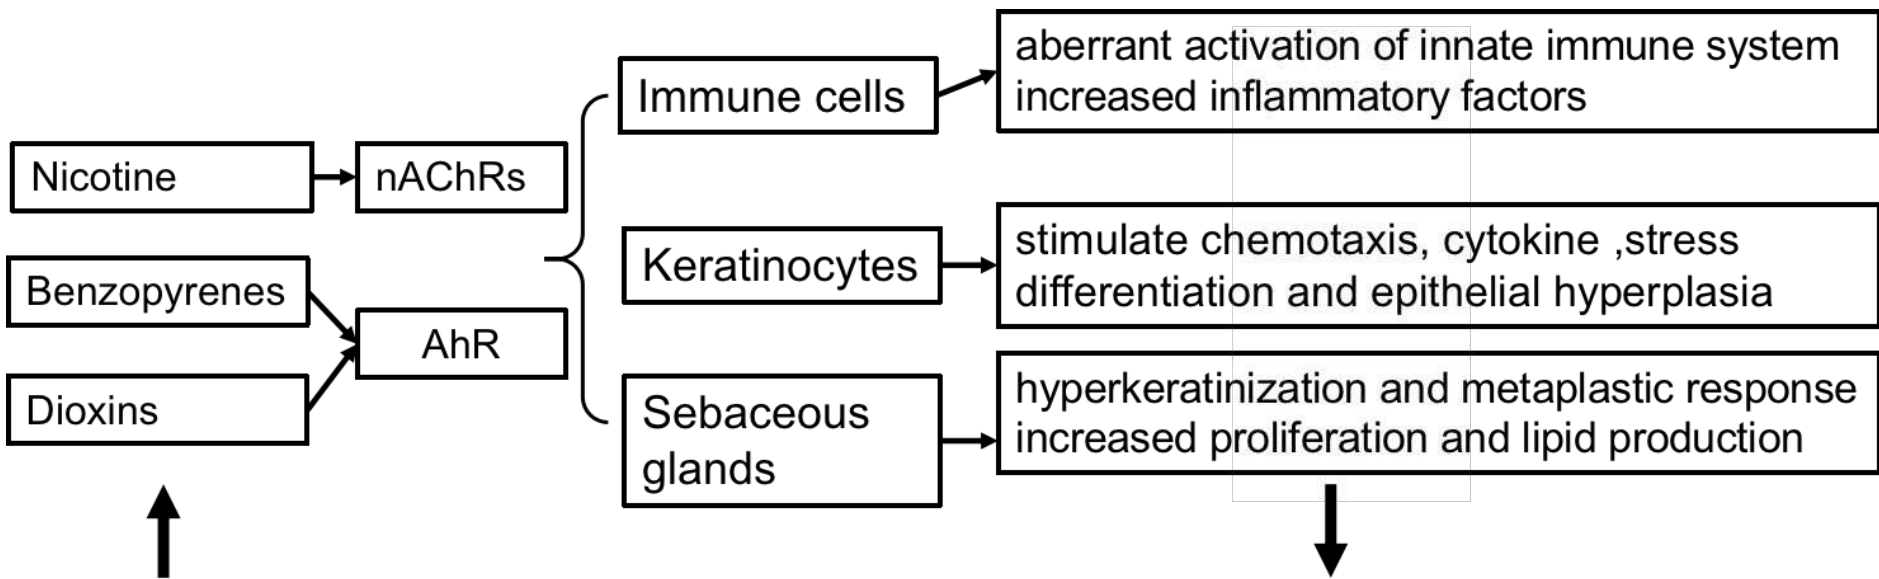 Nicotine
Benzopyrenes
Dioxins
nAChRs
AhR
Immune cells
Keratinocytes
Sebaceous
glands
aberrant activation of innate immune system
increased inflammatory factors
stimulate chemotaxis, cytokine ,stress
differentiation and epithelial hyperplasia
hyperkeratinization and metaplastic response
increased proliferation and lipid production